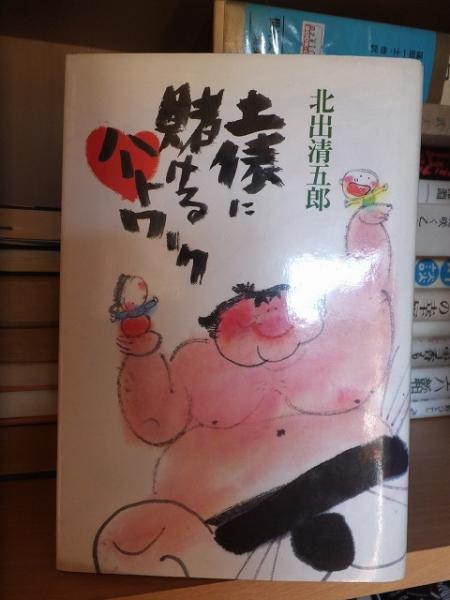 土俵に
賭ける
ハートワーク
北出清五郎